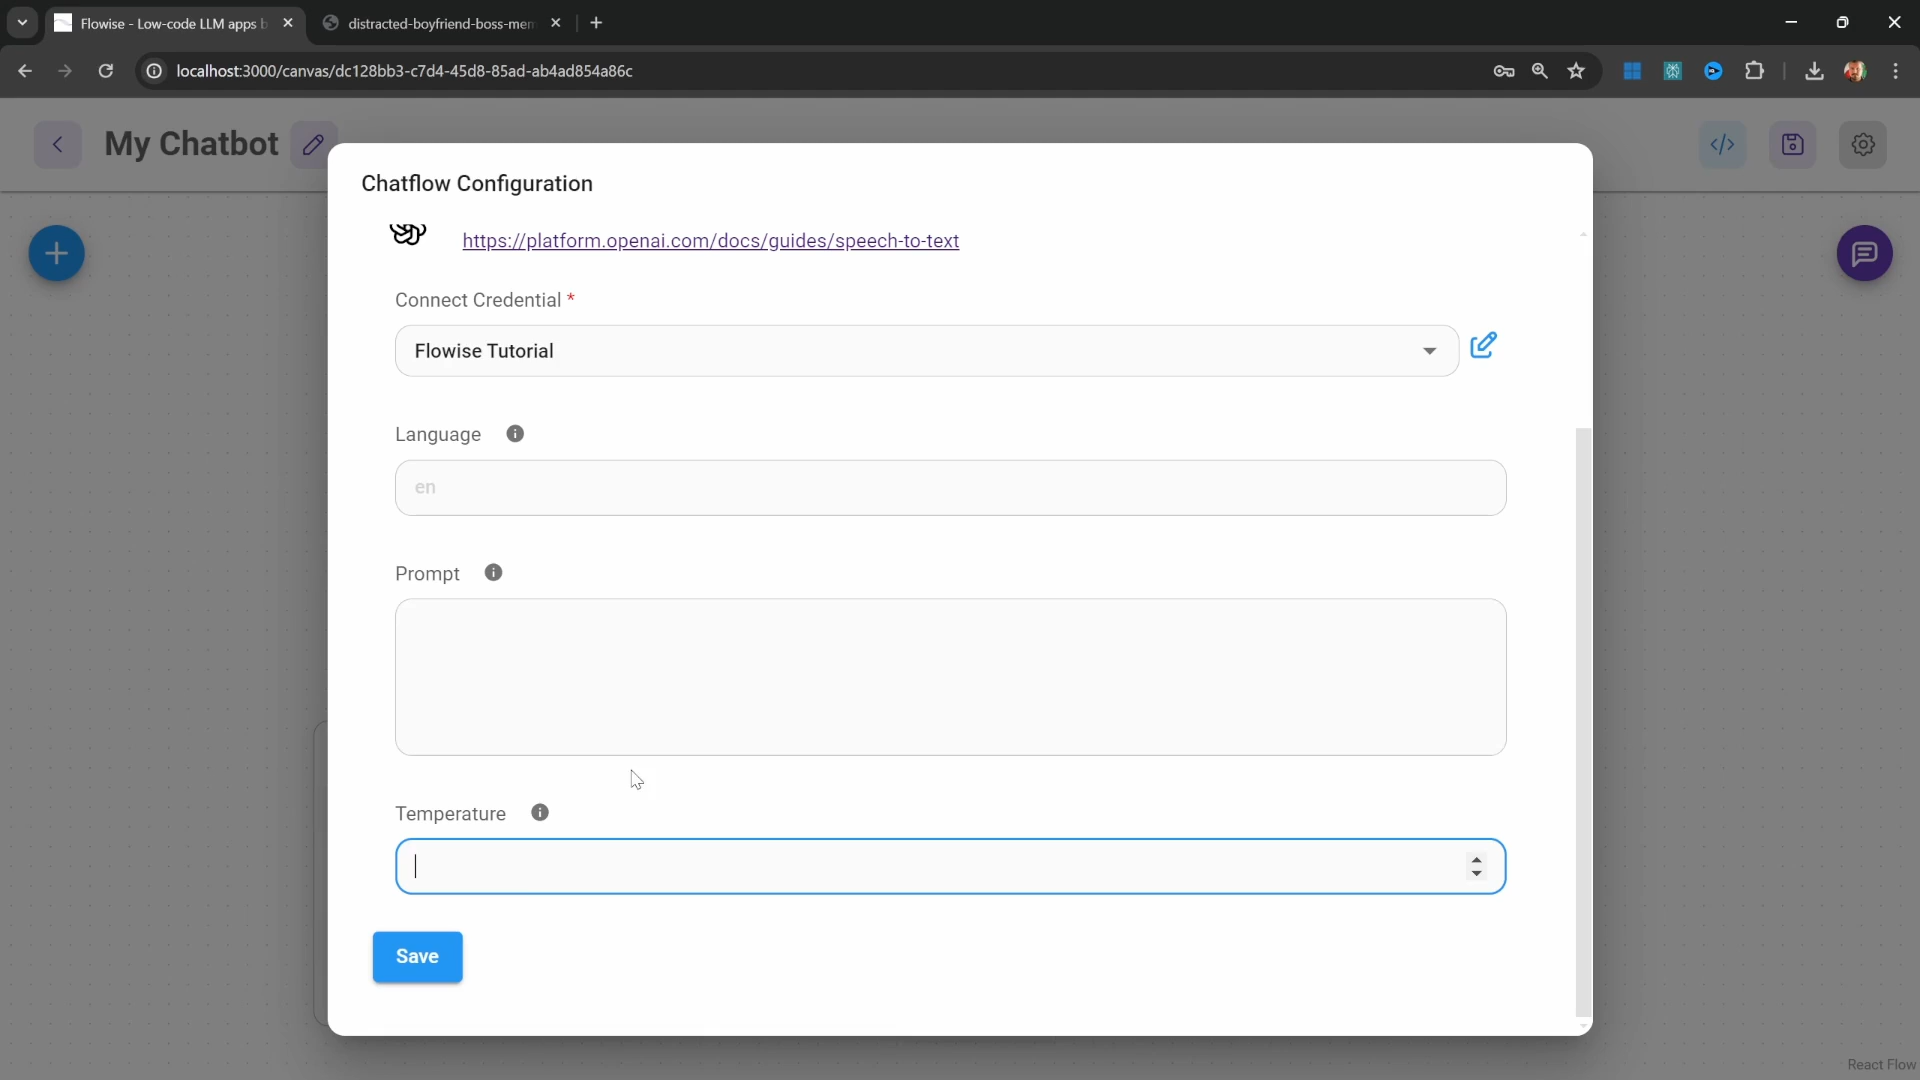 Flowise - Low-code LLM apps b
distracted-boyfriend-boss-mem
localhost:3000/canvas/dc128bb3-c7d4-45d8-85ad-ab4ad854a86c
My Chatbot
Chatflow Configuration
https://platform.openai.com/docs/guides/speech-to-text
Connect Credential *
Flowise Tutorial
Language
en
Prompt
Temperature
Save
React Flow